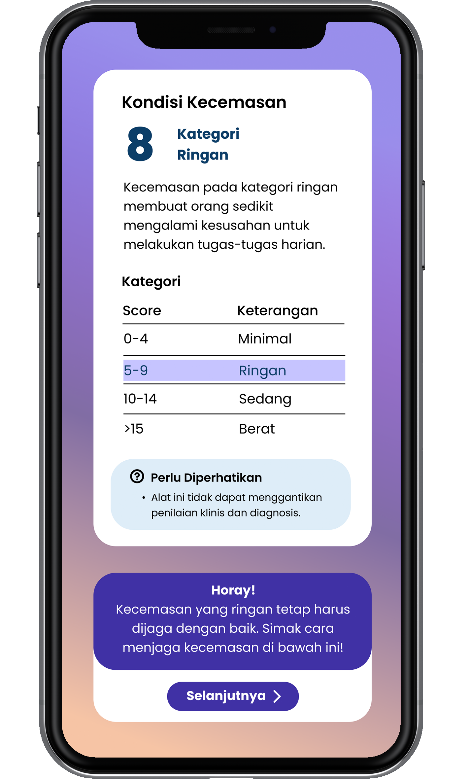 Kondisi Kecemasan
8
Kategori
Ringan
Kecemasan pada kategori ringan
membuat orang sedikit
mengalami kesusahan untuk
melakukan tugas-tugas harian.
Kategori
Score Keterangan
0-4 Minimal
5-9 Ringan
10-14 Sedang
>15 Berat
Perlu Diperhatikan
• Alat ini tidak dapat menggantikan
penilaian klinis dan diagnosis.
Horay!
Kecemasan yang ringan tetap harus
dijaga dengan baik. Simak cara
menjaga kecemasan di bawah ini!
Selanjutnya